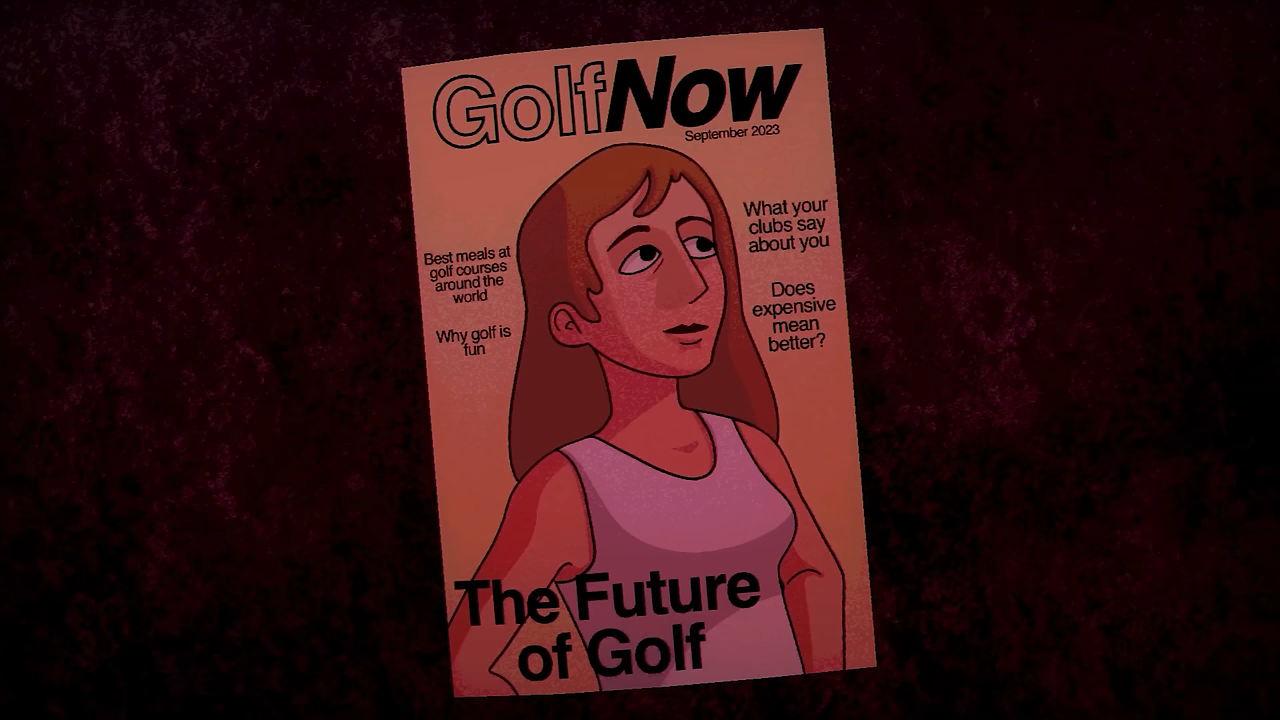 GolfNow
September 2023
Best meals at
golf courses
around the
world
Why golf is
fun
What your
clubs say
about you
Does
expensive
mean
better?
The Future
of Golf